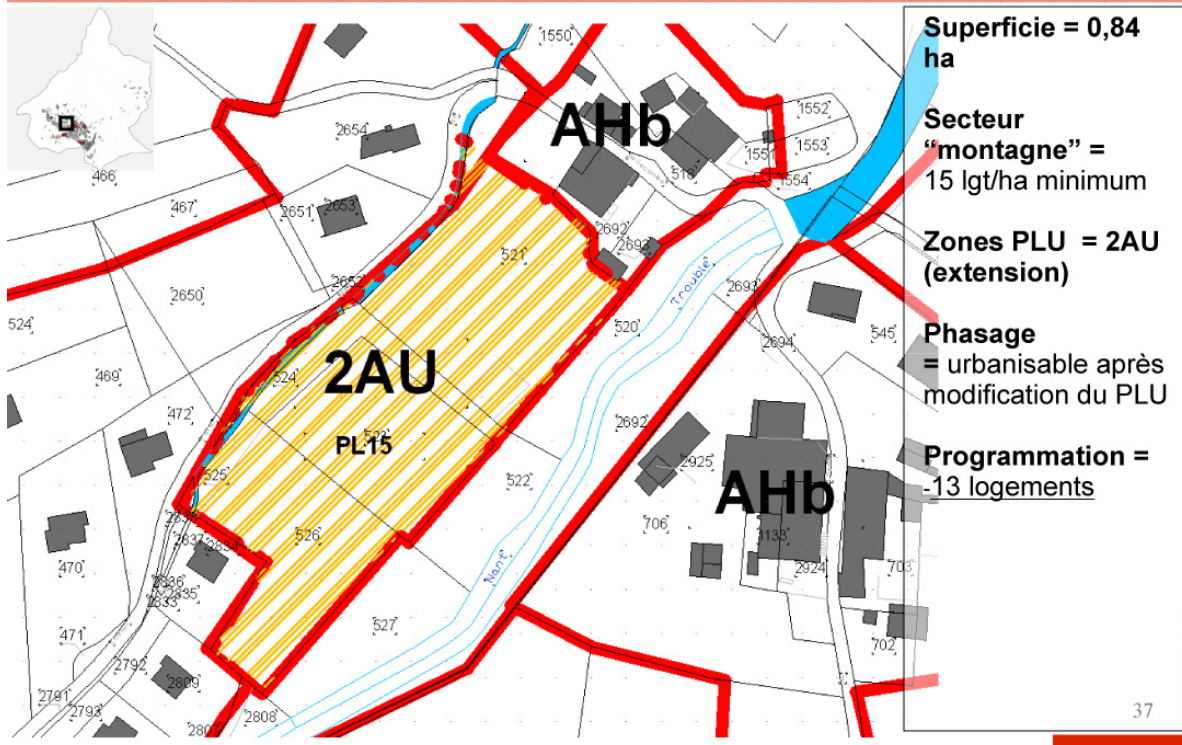 1550
AHb
2654
1552
1551
1553
518
1554
466
467
2651
2653
2692
2693
521
2652
2650
Trouble
2693
524
520
2694
545
2AU
469
524
472
PL15
2692
2925
525
522
AHb
706
526
1133
2837
2834
470
Nant
2924
703
2836
2835
2833
527
471
702
2792
2809
2791
2793
2807
2808
Superficie = 0,84
ha
Secteur
“montagne” =
15 lgt/ha minimum
Zones PLU = 2AU
(extension)
Phasage
= urbanisable après
modification du PLU
Programmation =
-13 logements
37